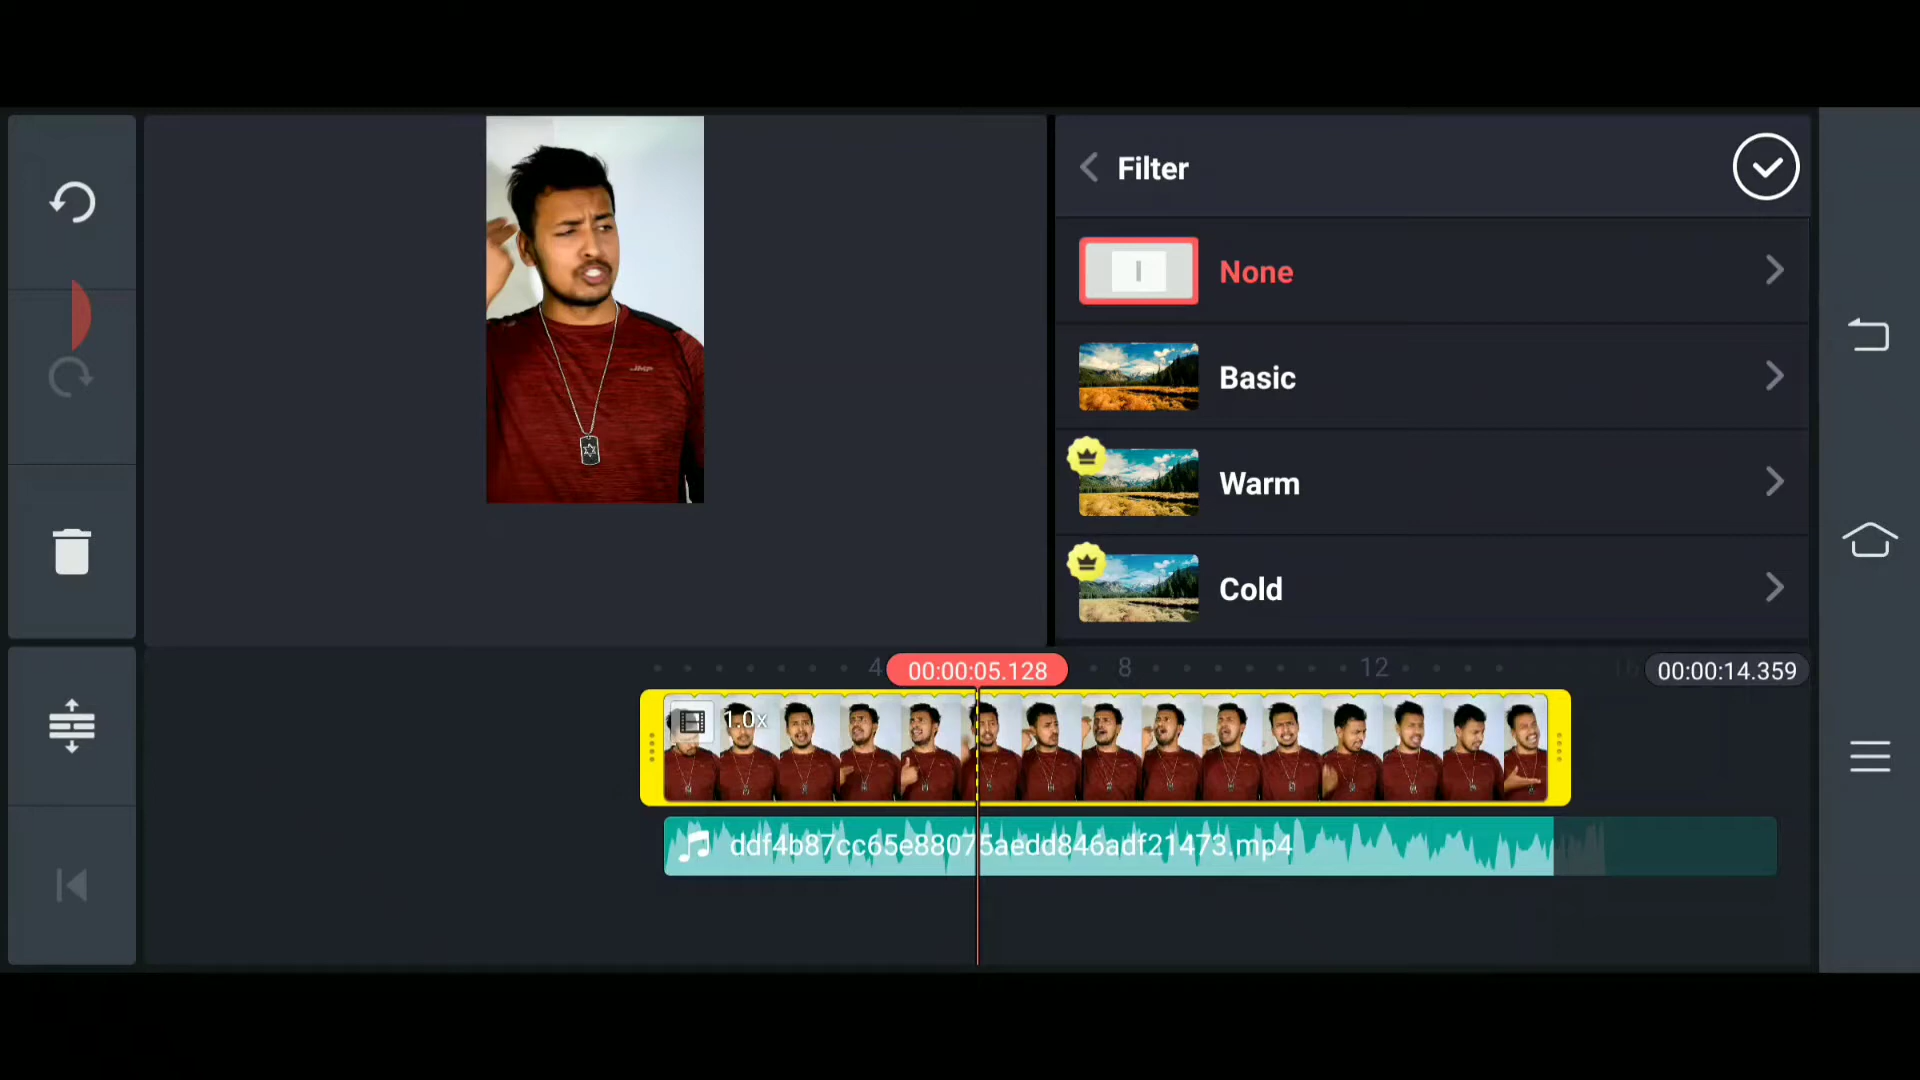 Filter
None
Basic
Warm
Cold
4
00:00:05.128
8
12
16
00:00:14.359
1.0x
ddf4b87cc65e88075aedd846adf21473.mp4